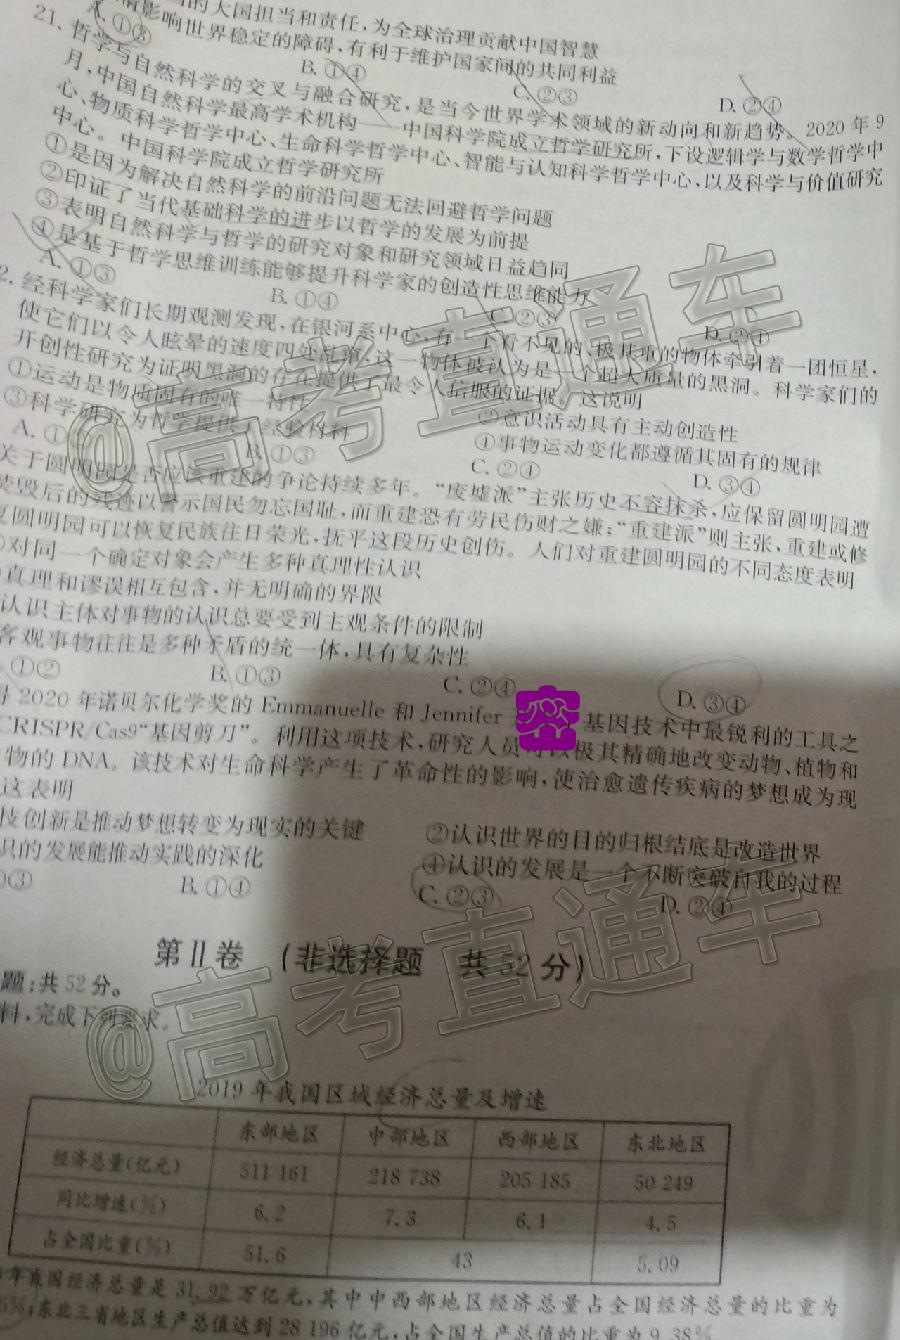 的大国担当和责任，为全球治理贡献中国智慧
影响世界稳定的障碍，有利于维护国家间的共同利益
A. ①③ B. ①④ C. ②③ D. ②④
21. 哲学与自然科学的交叉与融合研究，是当今世界学术领域的新动向和新趋势。2020年9
月，中国自然科学最高学术机构——中国科学院成立哲学研究所，下设逻辑学与数学哲学中
心、物质科学哲学中心、生命科学哲学中心、智能与认知科学哲学中心，以及科学与价值研究
中心。中国科学院成立哲学研究所
①是因为解决自然科学的前沿问题无法回避哲学问题
②印证了当代基础科学的进步以哲学的发展为前提
③表明自然科学与哲学的研究对象和研究领域日益趋同
④是基于哲学思维训练能够提升科学家的创造性思维能力
A. ①③ B. ①④ C. ②③ D. ②④
2. 经科学家们长期观测发现，在银河系中心，有一个看不见的、极其重的物体牵引着一团恒星，
使它们以令人眩晕的速度四处乱窜，这一物体被认为是一个超大质量的黑洞。科学家们的
开创性研究为证明黑洞的存在提供了最令人信服的证据。这说明
①运动是物质固有的唯一特性 ②意识活动具有主动创造性
③科学研究为哲学提供了经验材料 ④事物运动变化都遵循其固有的规律
A. ① B. ①③ C. ②④ D. ③④
关于圆明园是否应该重建的争论持续多年。“废墟派”主张历史不容抹杀，应保留圆明园遭
焚毁后的残迹以警示国民勿忘国耻，而重建恐有劳民伤财之嫌；“重建派”则主张，重建或修
复圆明园可以恢复民族往日荣光，抚平这段历史创伤。人们对重建圆明园的不同态度表明
对同一个确定对象会产生多种真理性认识
真理和谬误相互包含，并无明确的界限
认识主体对事物的认识总要受到主观条件的限制
客观事物往往是多种矛盾的统一体，具有复杂性
①② B. ①③ C. ②④ D. ③④
得2020年诺贝尔化学奖的Emmanuelle和Jennifer 密 基因技术中最锐利的工具之
CRISPR/Cas9“基因剪刀”。利用这项技术，研究人员可以极其精确地改变动物、植物和
物的DNA。该技术对生命科学产生了革命性的影响，使治愈遗传疾病的梦想成为现
这表明
技创新是推动梦想转变为现实的关键 ②认识世界的目的归根结底是改造世界
识的发展能推动实践的深化 ④认识的发展是一个不断突破自我的过程
①③ B. ①④ C. ②③ D. ②④
第Ⅱ卷 （非选择题 共52分）
题：共52分。
料，完成下列要求。
2019年我国区域经济总量及增速
东部地区 中部地区 西部地区 东北地区
经济总量(亿元) 511 161 218 738 205 185 50 249
同比增速(%) 6.2 7.3 6.1 4.5
占全国比重(%) 51.6 43 5.09
年我国经济总量是31.92万亿元，其中中西部地区经济总量占全国经济总量的比重为
%；东北三省地区生产总值达到28 196亿元，占全国生产总值的比重为9.38%
@高考直通车
@高考直通车